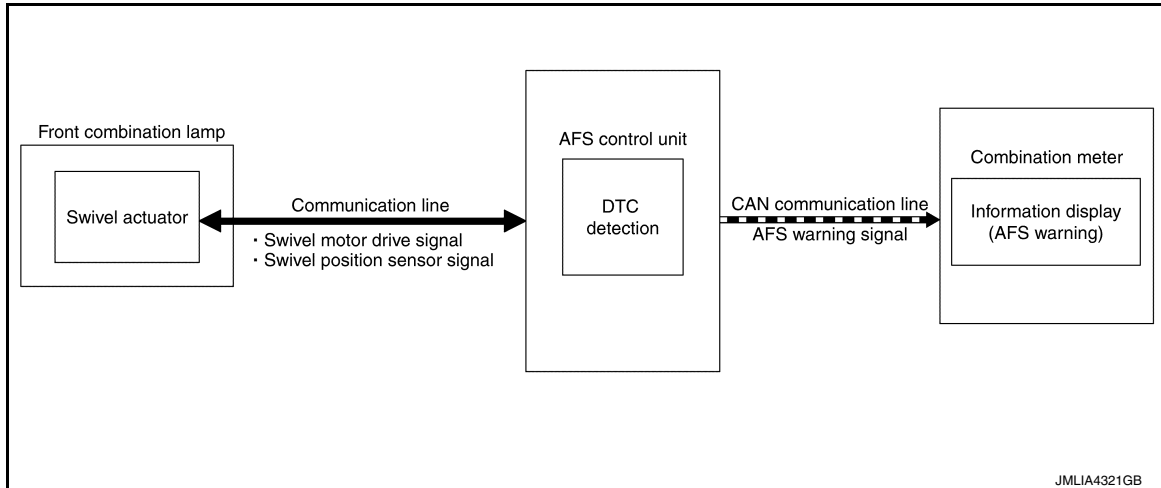 Front combination lamp
Swivel actuator
Communication line
・Swivel motor drive signal
・Swivel position sensor signal
AFS control unit
DTC
detection
CAN communication line
AFS warning signal
Combination meter
Information display
(AFS warning)
JMLIA4321GB